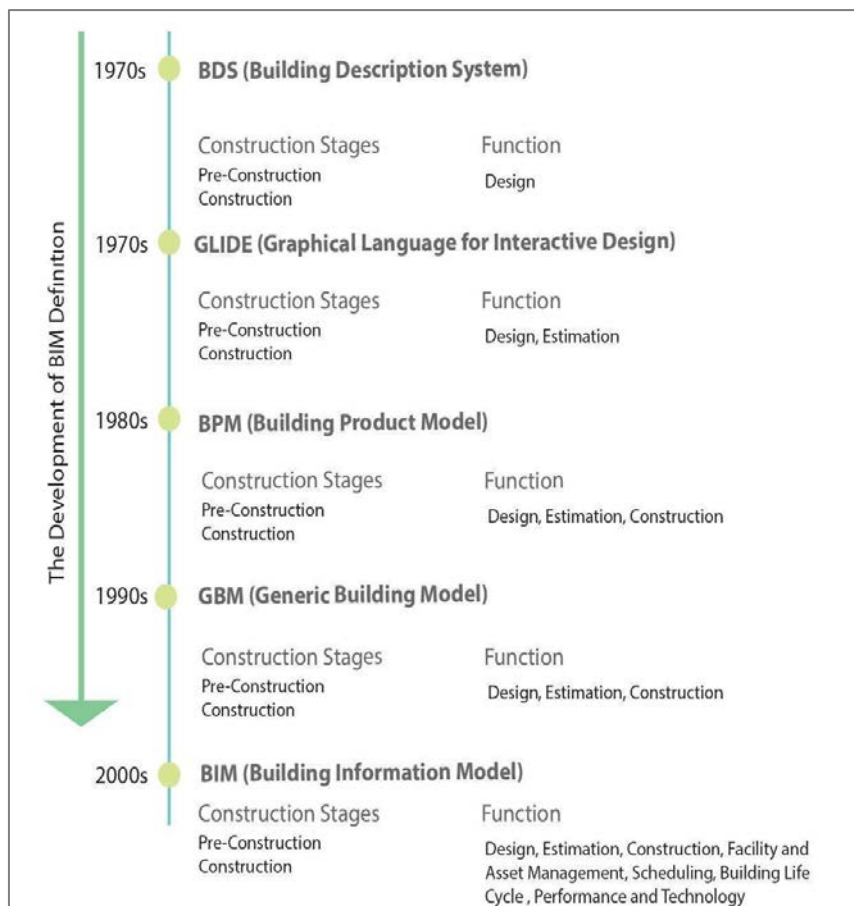 The Development of BIM Definition
1970s
BDS (Building Description System)
Construction Stages
Function
Pre-Construction
Construction
Design
1970s
GLIDE (Graphical Language for Interactive Design)
Construction Stages
Function
Pre-Construction
Construction
Design, Estimation
1980s
BPM (Building Product Model)
Construction Stages
Function
Pre-Construction
Construction
Design, Estimation, Construction
1990s
GBM (Generic Building Model)
Construction Stages
Function
Pre-Construction
Construction
Design, Estimation, Construction
2000s
BIM (Building Information Model)
Construction Stages
Function
Pre-Construction
Construction
Design, Estimation, Construction, Facility and
Asset Management, Scheduling, Building Life
Cycle , Performance and Technology